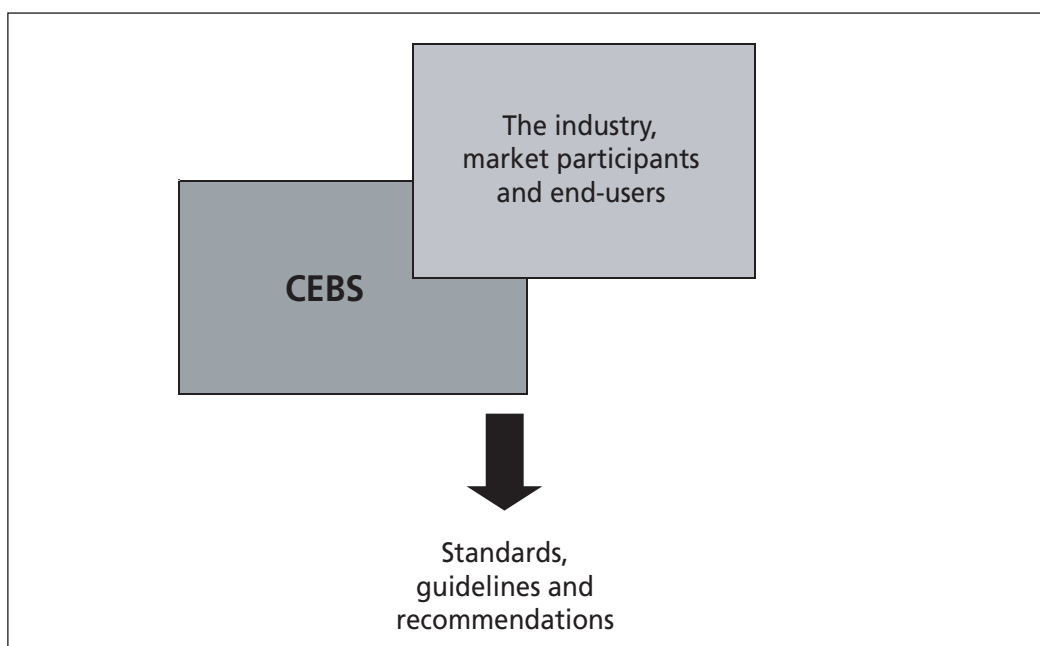 The industry,
market participants
and end-users
CEBS
Standards,
guidelines and
recommendations